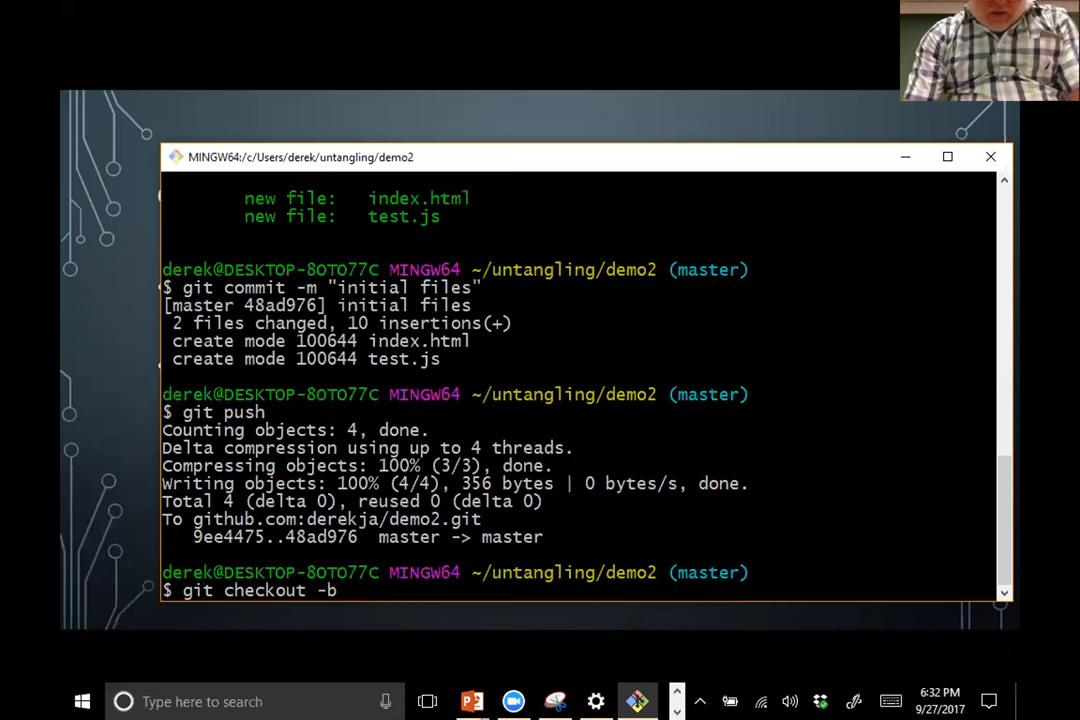 MINGW64:/c/Users/derek/untangling/demo2
new file:   index.html
new file:   test.js
derek@DESKTOP-8OTO77C MINGW64 ~/untangling/demo2 (master)
$ git commit -m "initial files"
[master 48ad976] initial files
2 files changed, 10 insertions(+)
create mode 100644 index.html
create mode 100644 test.js
derek@DESKTOP-8OTO77C MINGW64 ~/untangling/demo2 (master)
$ git push
Counting objects: 4, done.
Delta compression using up to 4 threads.
Compressing objects: 100% (3/3), done.
Writing objects: 100% (4/4), 356 bytes | 0 bytes/s, done.
Total 4 (delta 0), reused 0 (delta 0)
To github.com:derekja/demo2.git
9ee4475..48ad976  master -> master
derek@DESKTOP-8OTO77C MINGW64 ~/untangling/demo2 (master)
$ git checkout -b
Type here to search
6:32 PM
9/27/2017